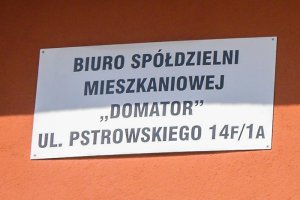 BIURO SPÓŁDZIELNI
MIESZKANIOWEJ
„DOMATOR”
UL. PSTROWSKIEGO 14F/1A